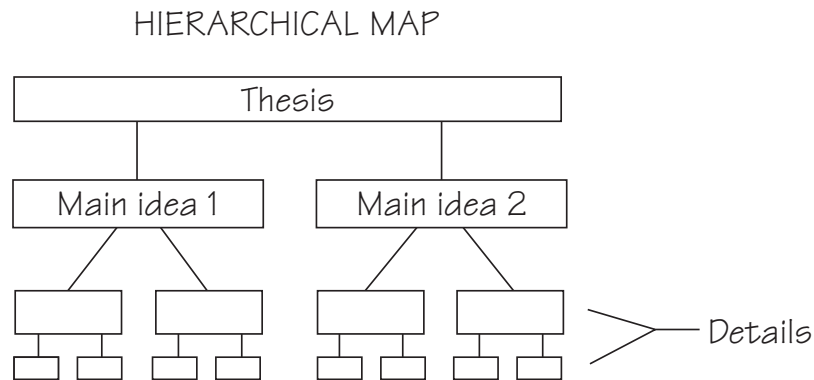 HIERARCHICAL MAP
Thesis
Main idea 1
Main idea 2
Details